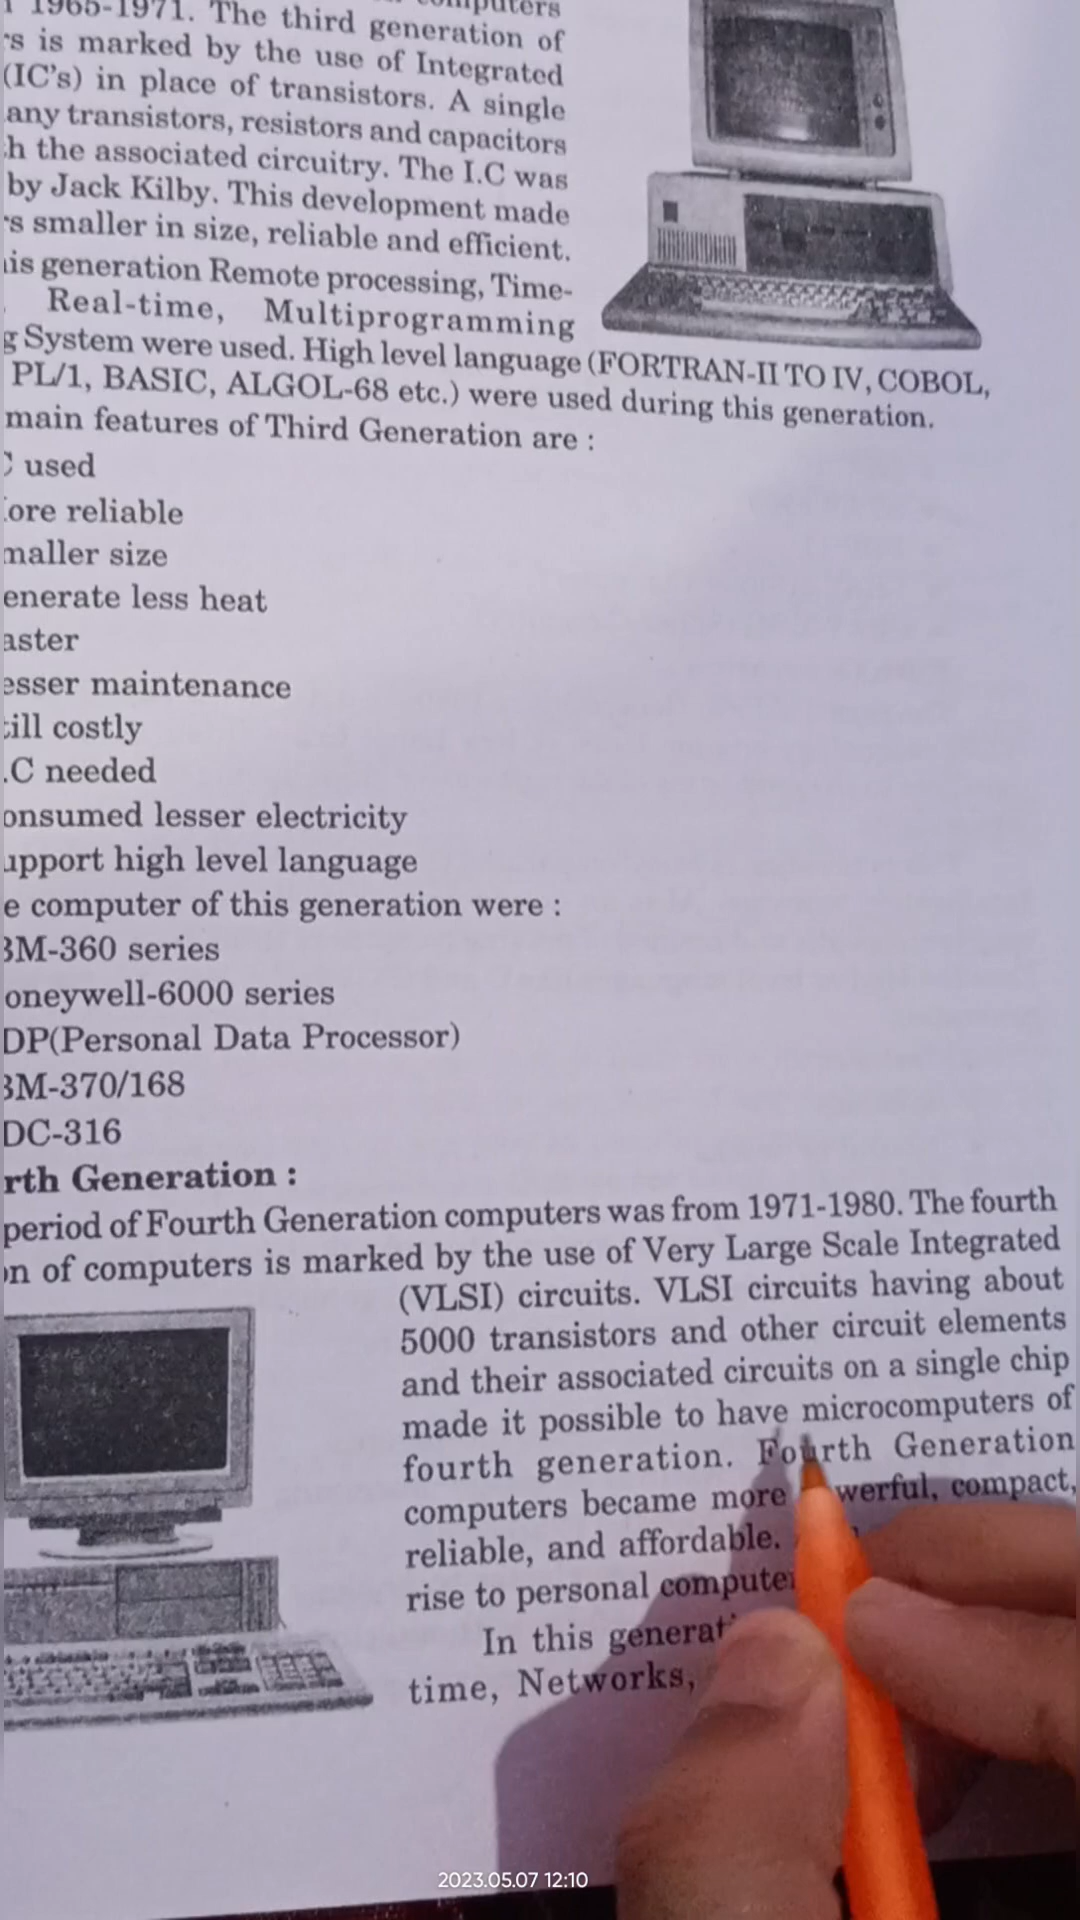 1965-1971. The third generation of
is marked by the use of Integrated
(IC's) in place of transistors. A single
any transistors, resistors and capacitors
h the associated circuitry. The I.C was
by Jack Kilby. This development made
s smaller in size, reliable and efficient.
is generation Remote processing, Time-
Real-time, Multiprogramming
g System were used. High level language (FORTRAN-II TO IV, COBOL,
PL/1, BASIC, ALGOL-68 etc.) were used during this generation.
main features of Third Generation are :
C used
ore reliable
maller size
enerate less heat
aster
esser maintenance
till costly
.C needed
onsumed lesser electricity
upport high level language
e computer of this generation were :
BM-360 series
oneywell-6000 series
DP(Personal Data Processor)
BM-370/168
DC-316
rth Generation :
period of Fourth Generation computers was from 1971-1980. The fourth
on of computers is marked by the use of Very Large Scale Integrated
(VLSI) circuits. VLSI circuits having about
5000 transistors and other circuit elements
and their associated circuits on a single chip
made it possible to have microcomputers of
fourth generation. Fourth Generation
computers became more werful, compact,
reliable, and affordable.
rise to personal compute
In this generat
time, Networks,
2023.05.07 12:10